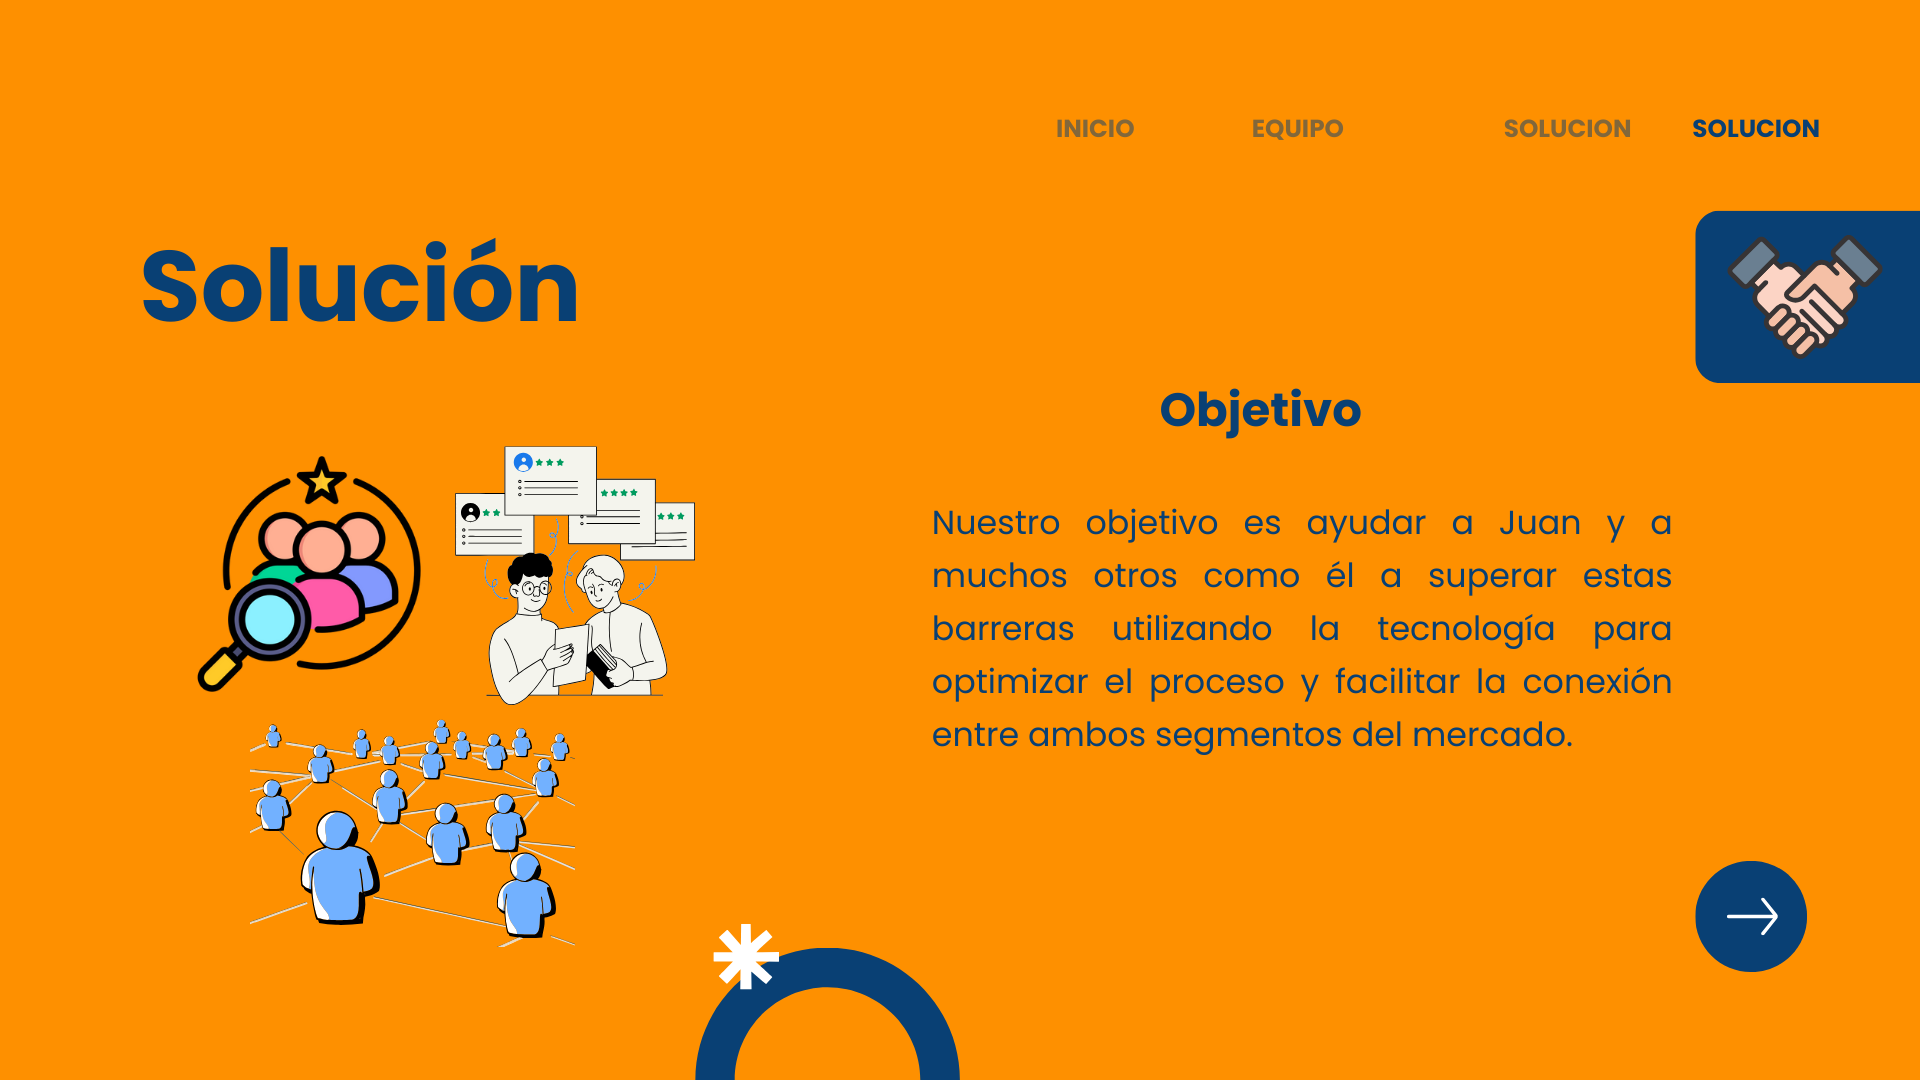 INICIO EQUIPO SOLUCION SOLUCION
Solución
Objetivo
Nuestro objetivo es ayudar a Juan y a
muchos otros como él a superar estas
barreras utilizando la tecnología para
optimizar el proceso y facilitar la conexión
entre ambos segmentos del mercado.